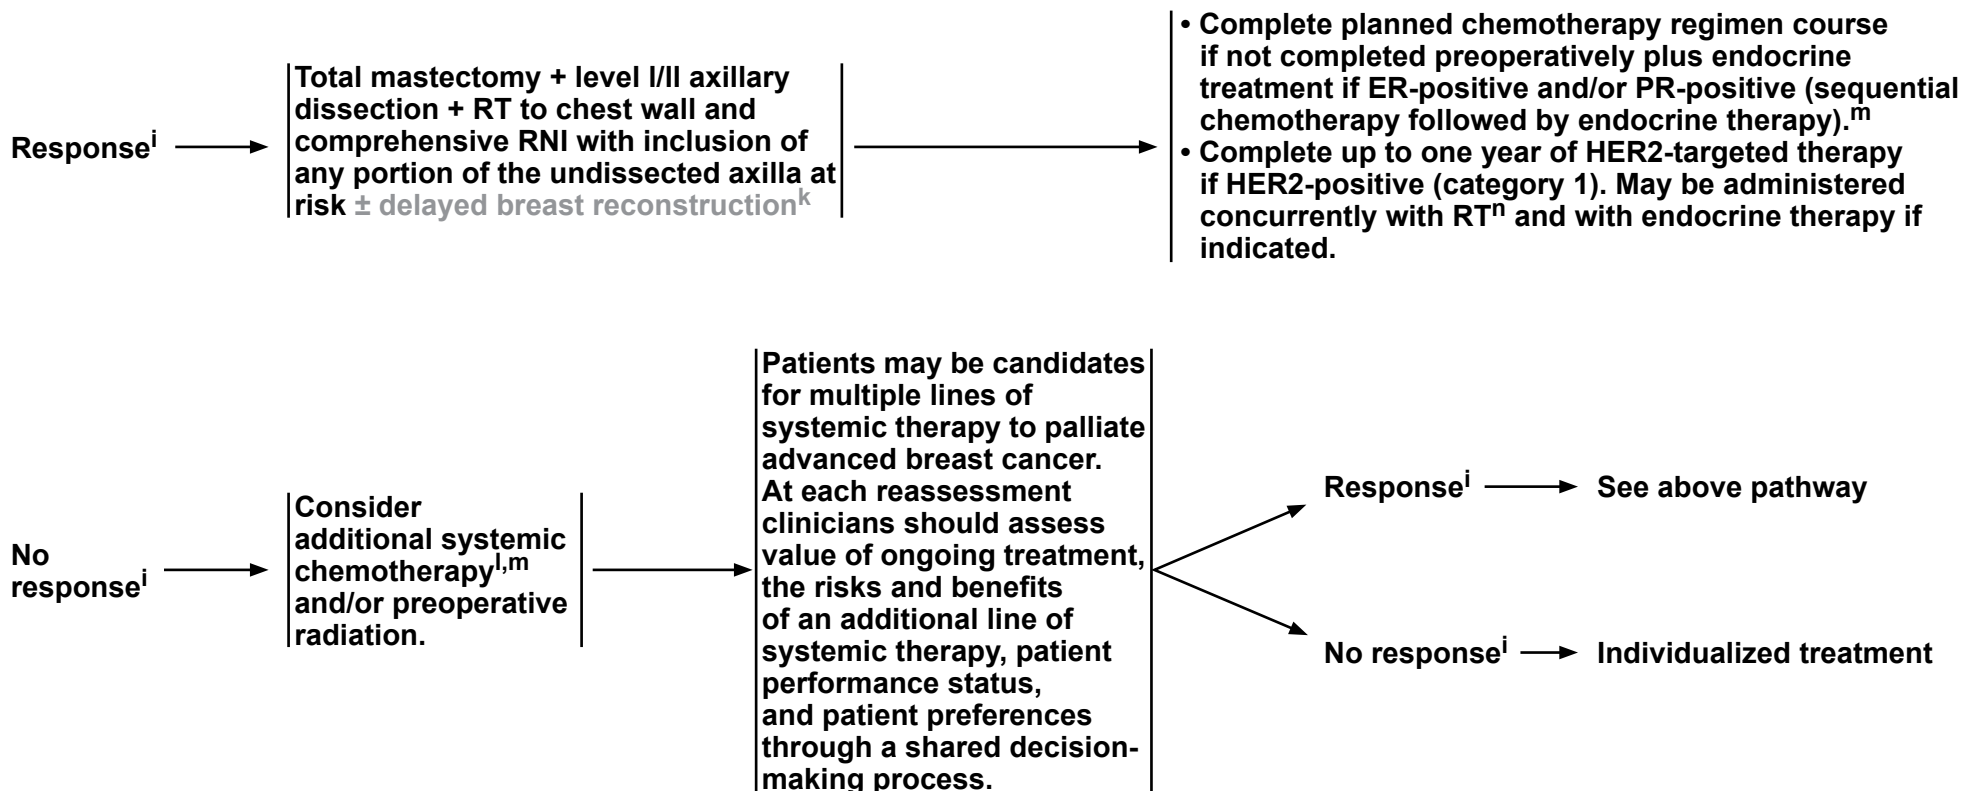 Responseⁱ
Total mastectomy + level I/II axillary
dissection + RT to chest wall and
comprehensive RNI with inclusion of
any portion of the undissected axilla at
risk ± delayed breast reconstructionᵏ
• Complete planned chemotherapy regimen course
if not completed preoperatively plus endocrine
treatment if ER-positive and/or PR-positive (sequential
chemotherapy followed by endocrine therapy).ᵐ
• Complete up to one year of HER2-targeted therapy
if HER2-positive (category 1). May be administered
concurrently with RTⁿ and with endocrine therapy if
indicated.
No
responseⁱ
Consider
additional systemic
chemotherapyˡ,ᵐ
and/or preoperative
radiation.
Patients may be candidates
for multiple lines of
systemic therapy to palliate
advanced breast cancer.
At each reassessment
clinicians should assess
value of ongoing treatment,
the risks and benefits
of an additional line of
systemic therapy, patient
performance status,
and patient preferences
through a shared decision-
making process.
Responseⁱ
See above pathway
No responseⁱ
Individualized treatment